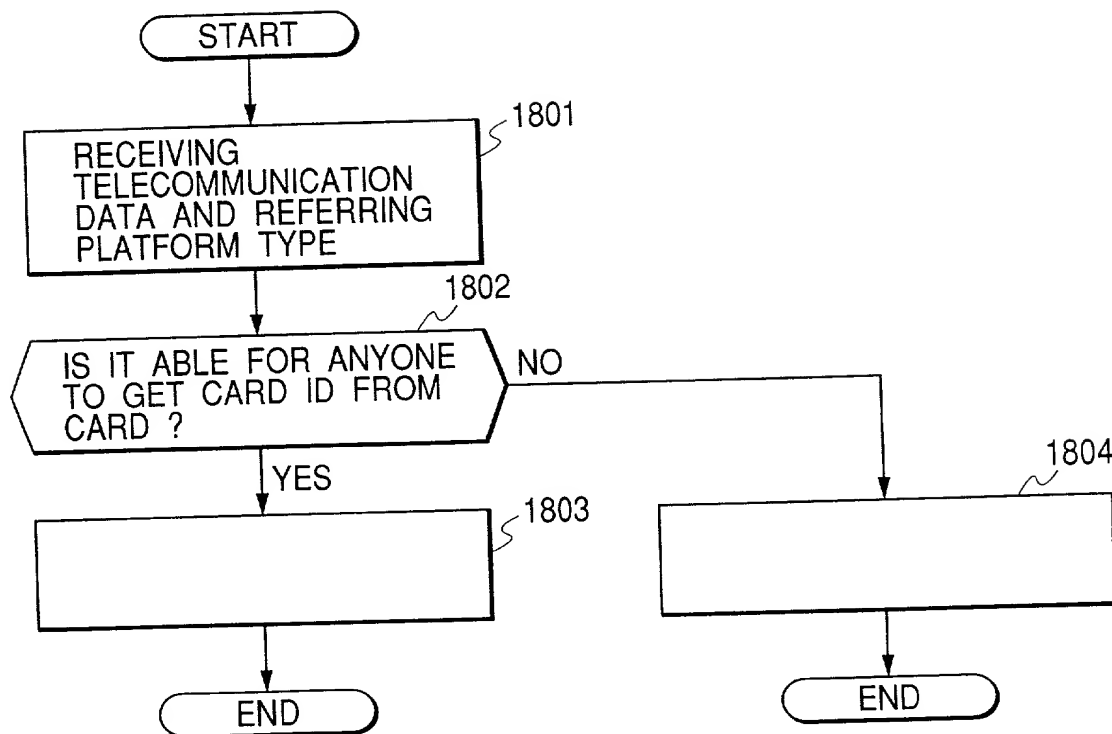 START
1801
RECEIVING
TELECOMMUNICATION
DATA AND REFERRING
PLATFORM TYPE
1802
IS IT ABLE FOR ANYONE
TO GET CARD ID FROM
CARD ?
NO
YES
1803
1804
END
END